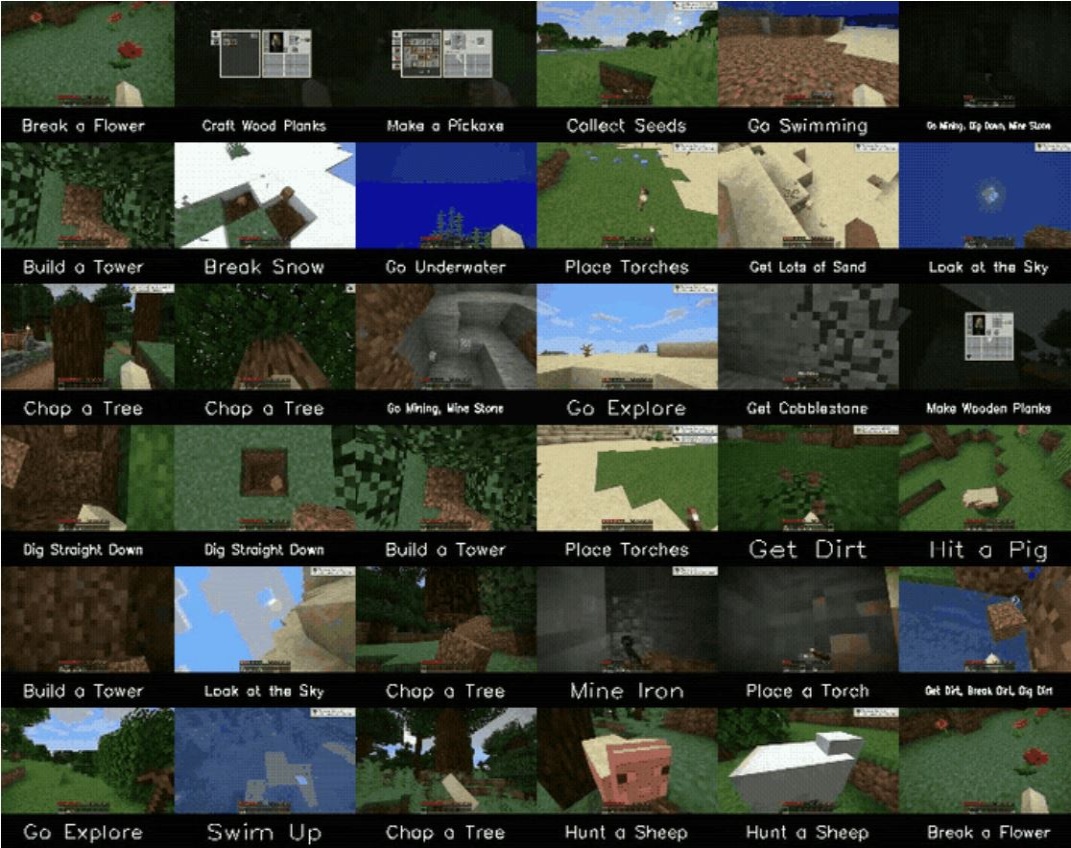 Break a Flower
Craft Wood Planks
Make a Pickaxe
Collect Seeds
Go Swimming
Go Mining, Dig Down, Mine Stone
Build a Tower
Break Snow
Go Underwater
Place Torches
Get Lots of Sand
Look at the Sky
Chop a Tree
Chop a Tree
Go Mining, Mine Stone
Go Explore
Get Cobblestone
Make Wooden Planks
Dig Straight Down
Dig Straight Down
Build a Tower
Place Torches
Get Dirt
Hit a Pig
Build a Tower
Look at the Sky
Chop a Tree
Mine Iron
Place a Torch
Get Dirt, Break Dirt, Dig Dirt
Go Explore
Swim Up
Chop a Tree
Hunt a Sheep
Hunt a Sheep
Break a Flower